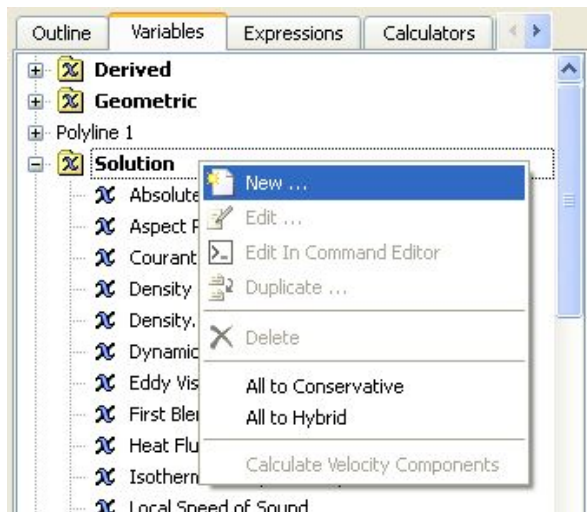 Outline Variables Expressions Calculators
Derived
Geometric
Polyline 1
Solution
New ...
Absolute
Edit ...
Aspect
Edit In Command Editor
Courant
Duplicate ...
Density
Density.
Delete
Dynamic
All to Conservative
Eddy Vis
All to Hybrid
First Ble
Heat Flu
Calculate Velocity Components
Isotherm
Local Speed of Sound